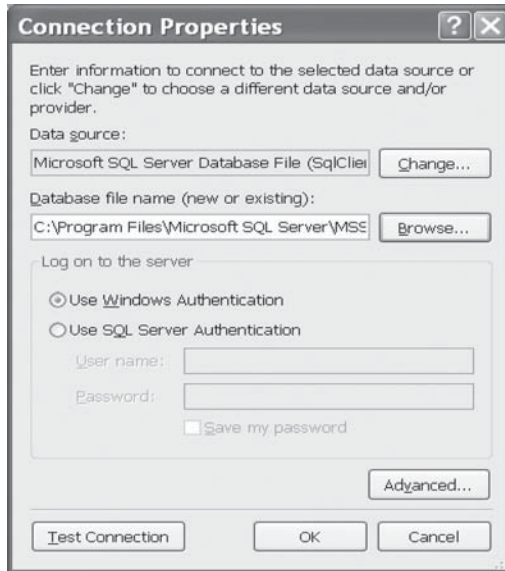 Connection Properties
Enter information to connect to the selected data source or
click "Change" to choose a different data source and/or
provider.
Data source:
Microsoft SQL Server Database File (SqlClie
Change...
Database file name (new or existing):
C:\Program Files\Microsoft SQL Server\MSS
Browse...
Log on to the server
Use Windows Authentication
Use SQL Server Authentication
User name:
Password:
Save my password
Advanced...
Test Connection
OK
Cancel